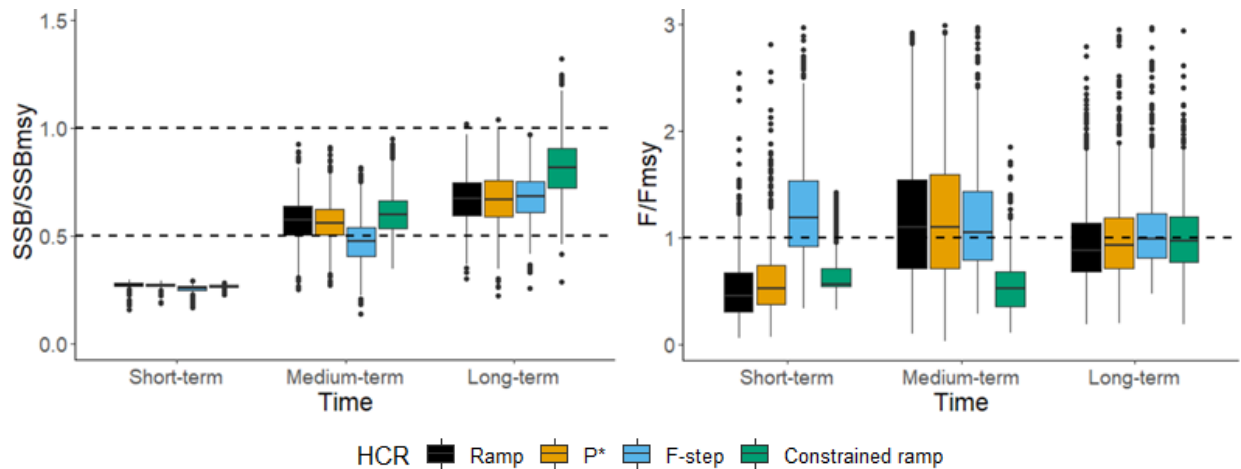 SSB/SSBmsy
1.5
1.0
0.5
0.0
Short-term Medium-term Long-term
Time
F/Fmsy
3
2
1
0
Short-term Medium-term Long-term
Time
HCR Ramp P* F-step Constrained ramp